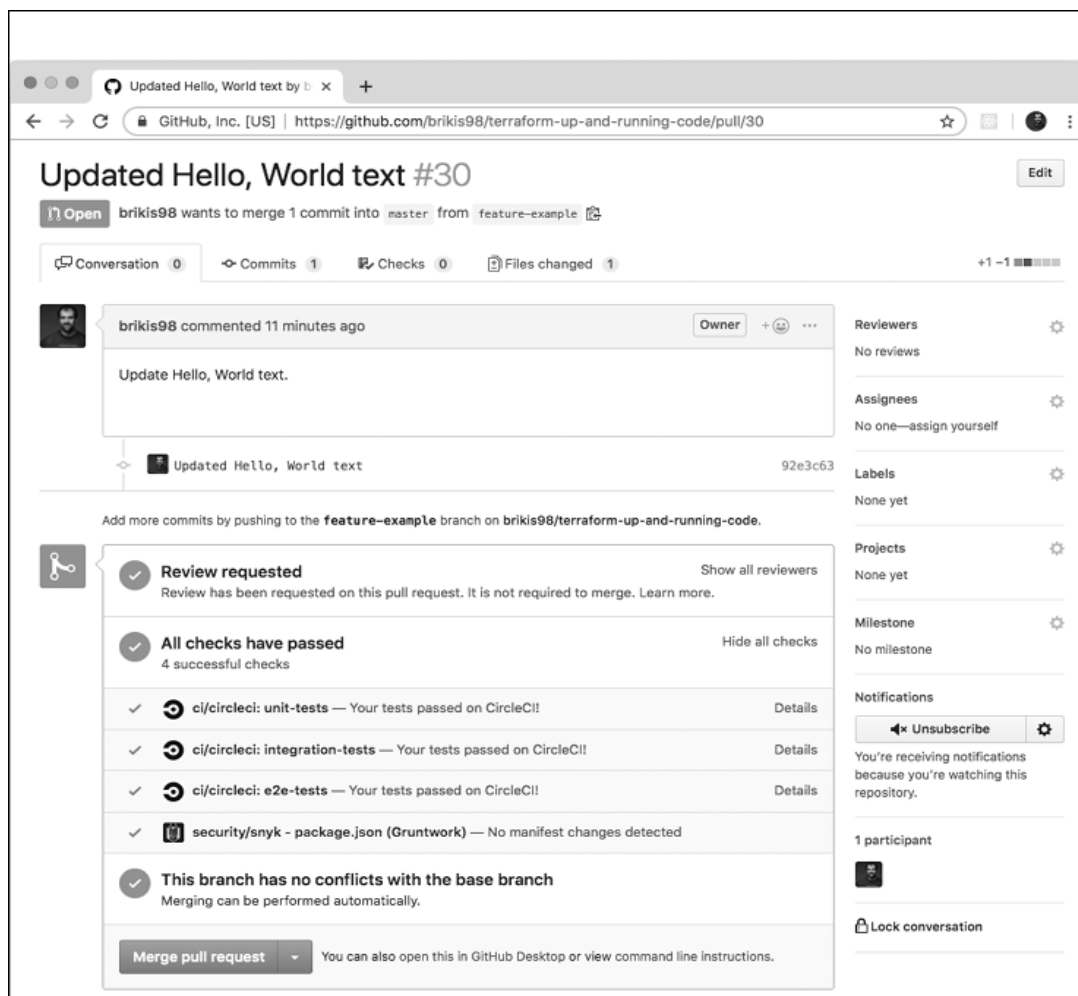 Updated Hello, World text by b
GitHub, Inc. [US] | https://github.com/brikis98/terraform-up-and-running-code/pull/30
Updated Hello, World text #30
Edit
Open
brikis98 wants to merge 1 commit into master from feature-example
Conversation 0
Commits 1
Checks 0
Files changed 1
+1 −1
brikis98 commented 11 minutes ago
Owner
Update Hello, World text.
Updated Hello, World text
92e3c63
Add more commits by pushing to the feature-example branch on brikis98/terraform-up-and-running-code.
Review requested
Show all reviewers
Review has been requested on this pull request. It is not required to merge. Learn more.
All checks have passed
Hide all checks
4 successful checks
ci/circleci: unit-tests — Your tests passed on CircleCI!
Details
ci/circleci: integration-tests — Your tests passed on CircleCI!
Details
ci/circleci: e2e-tests — Your tests passed on CircleCI!
Details
security/snyk - package.json (Gruntwork) — No manifest changes detected
This branch has no conflicts with the base branch
Merging can be performed automatically.
Merge pull request
You can also open this in GitHub Desktop or view command line instructions.
Reviewers
No reviews
Assignees
No one—assign yourself
Labels
None yet
Projects
None yet
Milestone
No milestone
Notifications
Unsubscribe
You're receiving notifications
because you're watching this
repository.
1 participant
Lock conversation